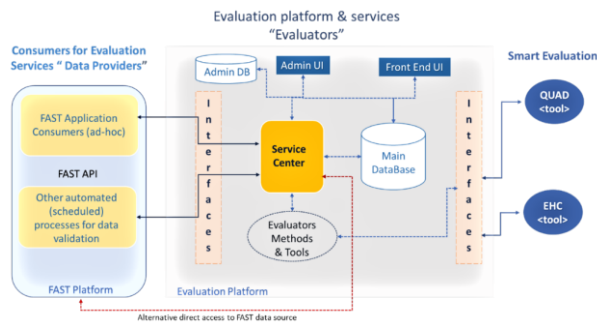 Evaluation platform & services
“Evaluators”
Consumers for Evaluation
Services “ Data Providers”
Smart Evaluation
Admin DB
Admin UI
Front End UI
Interfaces
FAST Application
Consumers (ad-hoc)
FAST API
Other automated
(scheduled)
processes for data
validation
FAST Platform
Service
Center
Main
DataBase
Evaluators
Methods
& Tools
Evaluation Platform
Interfaces
QUAD
<tool>
EHC
<tool>
Alternative direct access to FAST data source